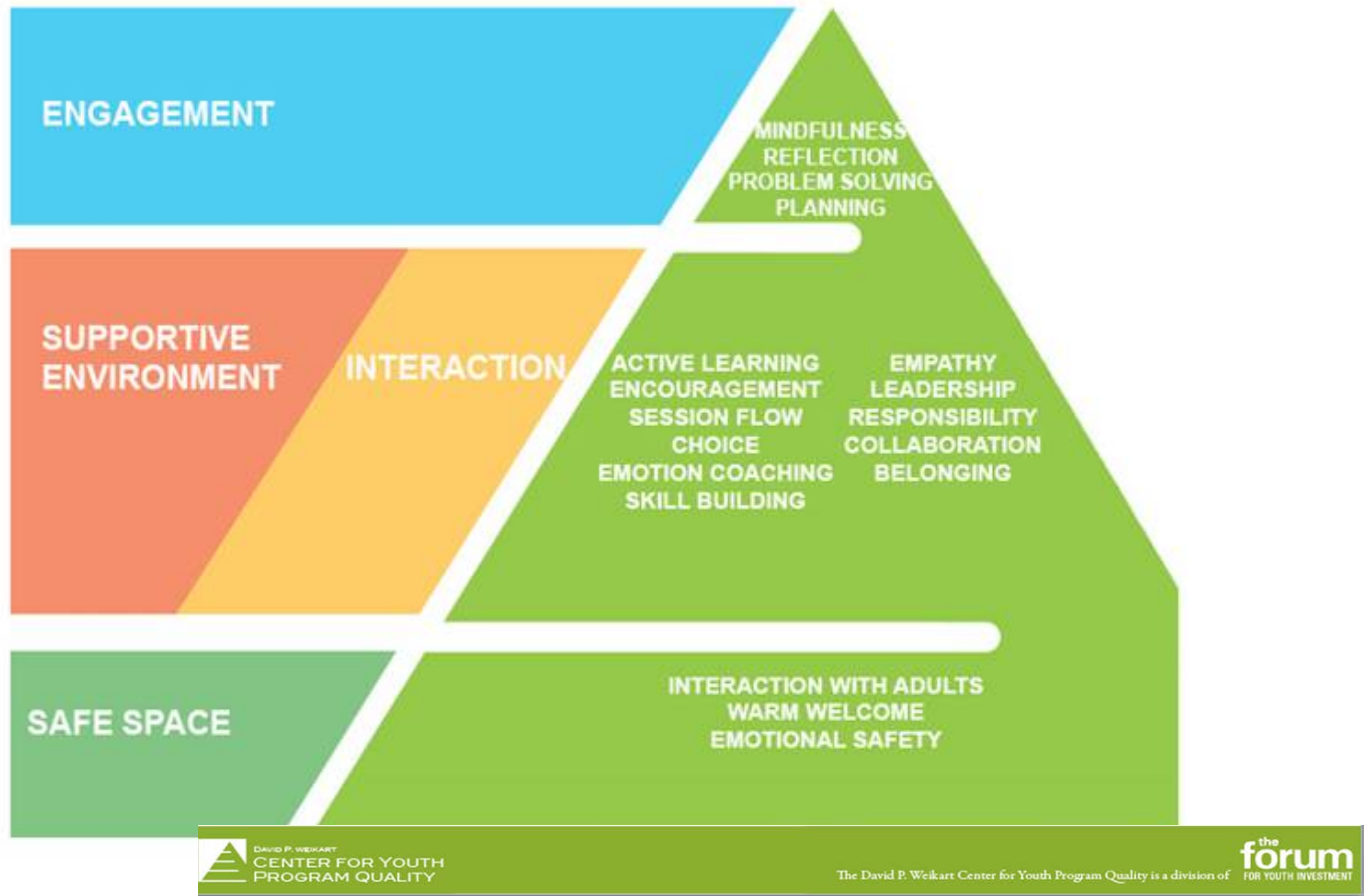 ENGAGEMENT
MINDFULNESS
REFLECTION
PROBLEM SOLVING
PLANNING
SUPPORTIVE
ENVIRONMENT
INTERACTION
ACTIVE LEARNING
ENCOURAGEMENT
SESSION FLOW
CHOICE
EMOTION COACHING
SKILL BUILDING
EMPATHY
LEADERSHIP
RESPONSIBILITY
COLLABORATION
BELONGING
SAFE SPACE
INTERACTION WITH ADULTS
WARM WELCOME
EMOTIONAL SAFETY
DAVID P. WEIKART
CENTER FOR YOUTH
PROGRAM QUALITY
The David P. Weikart Center for Youth Program Quality is a division of
the
forum
FOR YOUTH INVESTMENT